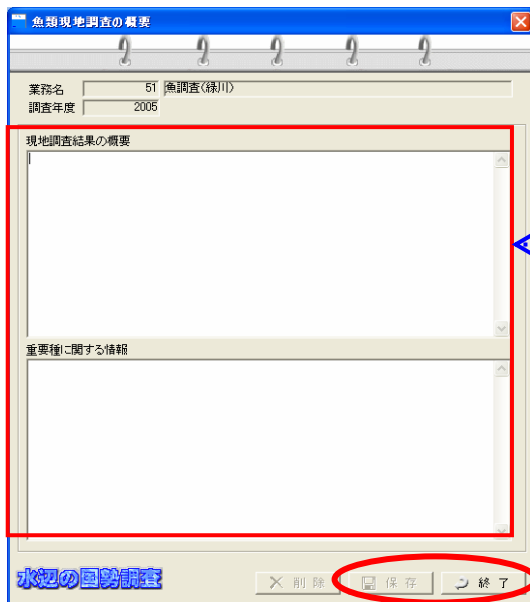 魚類現地調査の概要
業務名 51 魚調査(緑川)
調査年度 2005
現地調査結果の概要
重要種に関する情報
水辺の国勢調査
削除 保存 終了